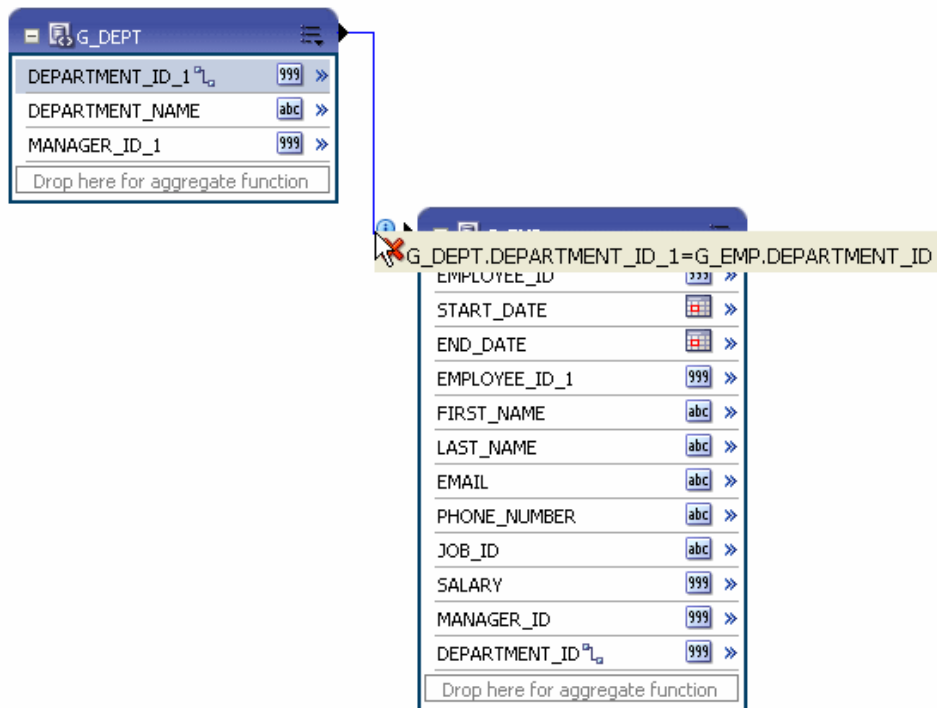 G_DEPT
DEPARTMENT_ID_1 999
DEPARTMENT_NAME abc
MANAGER_ID_1 999
Drop here for aggregate function
G_DEPT.DEPARTMENT_ID_1=G_EMP.DEPARTMENT_ID
EMPLOYEE_ID 999
START_DATE
END_DATE
EMPLOYEE_ID_1 999
FIRST_NAME abc
LAST_NAME abc
EMAIL abc
PHONE_NUMBER abc
JOB_ID abc
SALARY 999
MANAGER_ID 999
DEPARTMENT_ID 999
Drop here for aggregate function